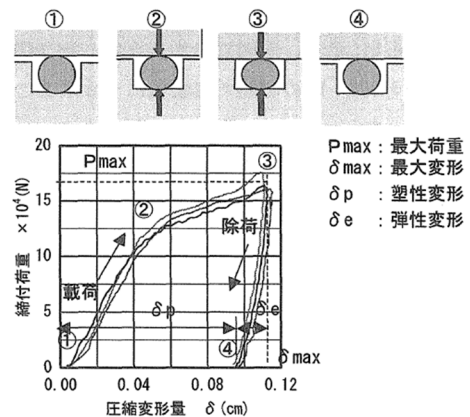 ① ② ③ ④
Pmax：最大荷重
δmax：最大変形
δp：塑性変形
δe：弾性変形
締付荷重 ×10⁴(N)
20
15
10
5
0
Pmax
③
②
除荷
載荷
δp
δe
①
④
δmax
0.00 0.04 0.08 0.12
圧縮変形量 δ(cm)